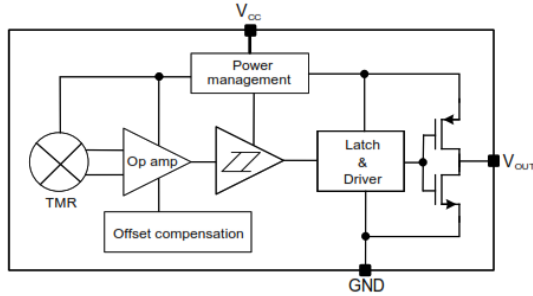 VCC
Power
management
Op amp
Latch
&
Driver
VOUT
TMR
Offset compensation
GND